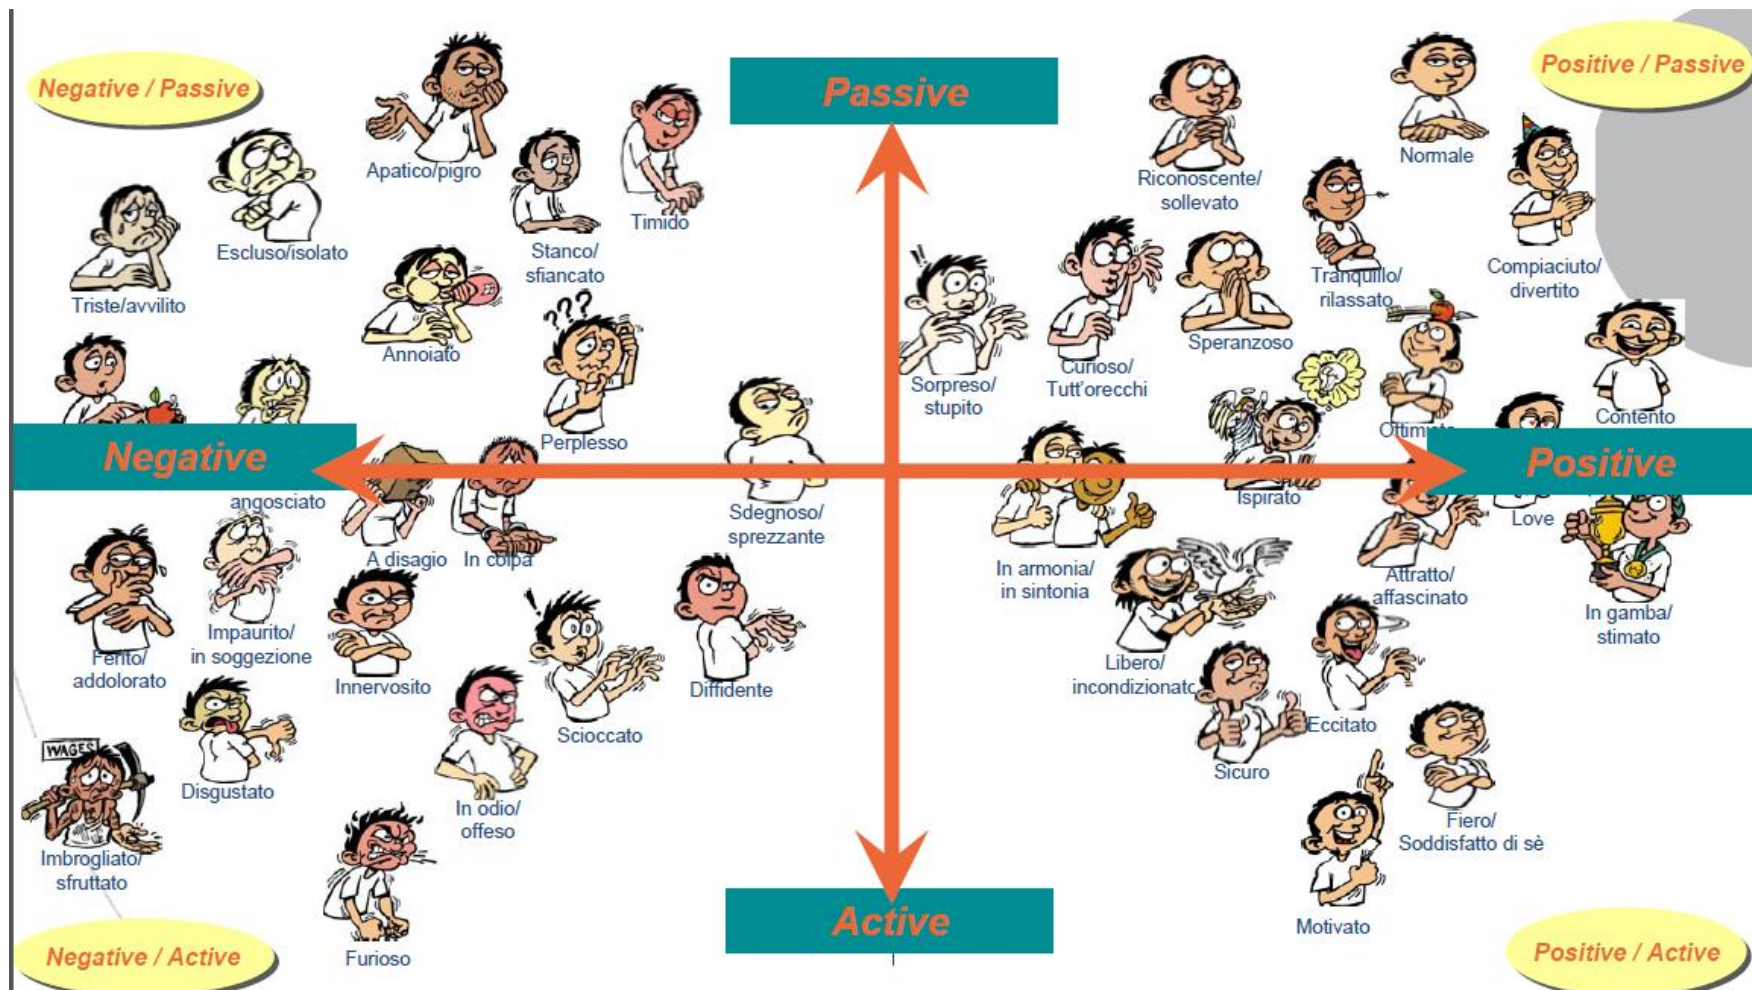 Negative / Passive
Passive
Positive / Passive
Apatico/pigro
Normale
Riconoscente/
sollevato
Timido
Escluso/isolato
Stanco/
sfiancato
Tranquillo/
rilassato
Compiaciuto/
divertito
Triste/avvilito
!!
???
Annoiato
Speranzoso
Curioso/
Tutt'orecchi
Sorpreso/
stupito
Contento
Perplesso
Ottimista
Negative
Positive
angosciato
Ispirato
Love
Sdegnoso/
sprezzante
A disagio
In colpa
In armonia/
in sintonia
Attratto/
affascinato
In gamba/
stimato
Impaurito/
in soggezione
Ferito/
addolorato
Innervosito
!
Diffidente
Libero/
incondizionato
Eccitato
Scioccato
WAGES
Disgustato
Sicuro
In odio/
offeso
Fiero/
Soddisfatto di sè
Imbrogliato/
sfruttato
Active
Motivato
Furioso
Negative / Active
Positive / Active